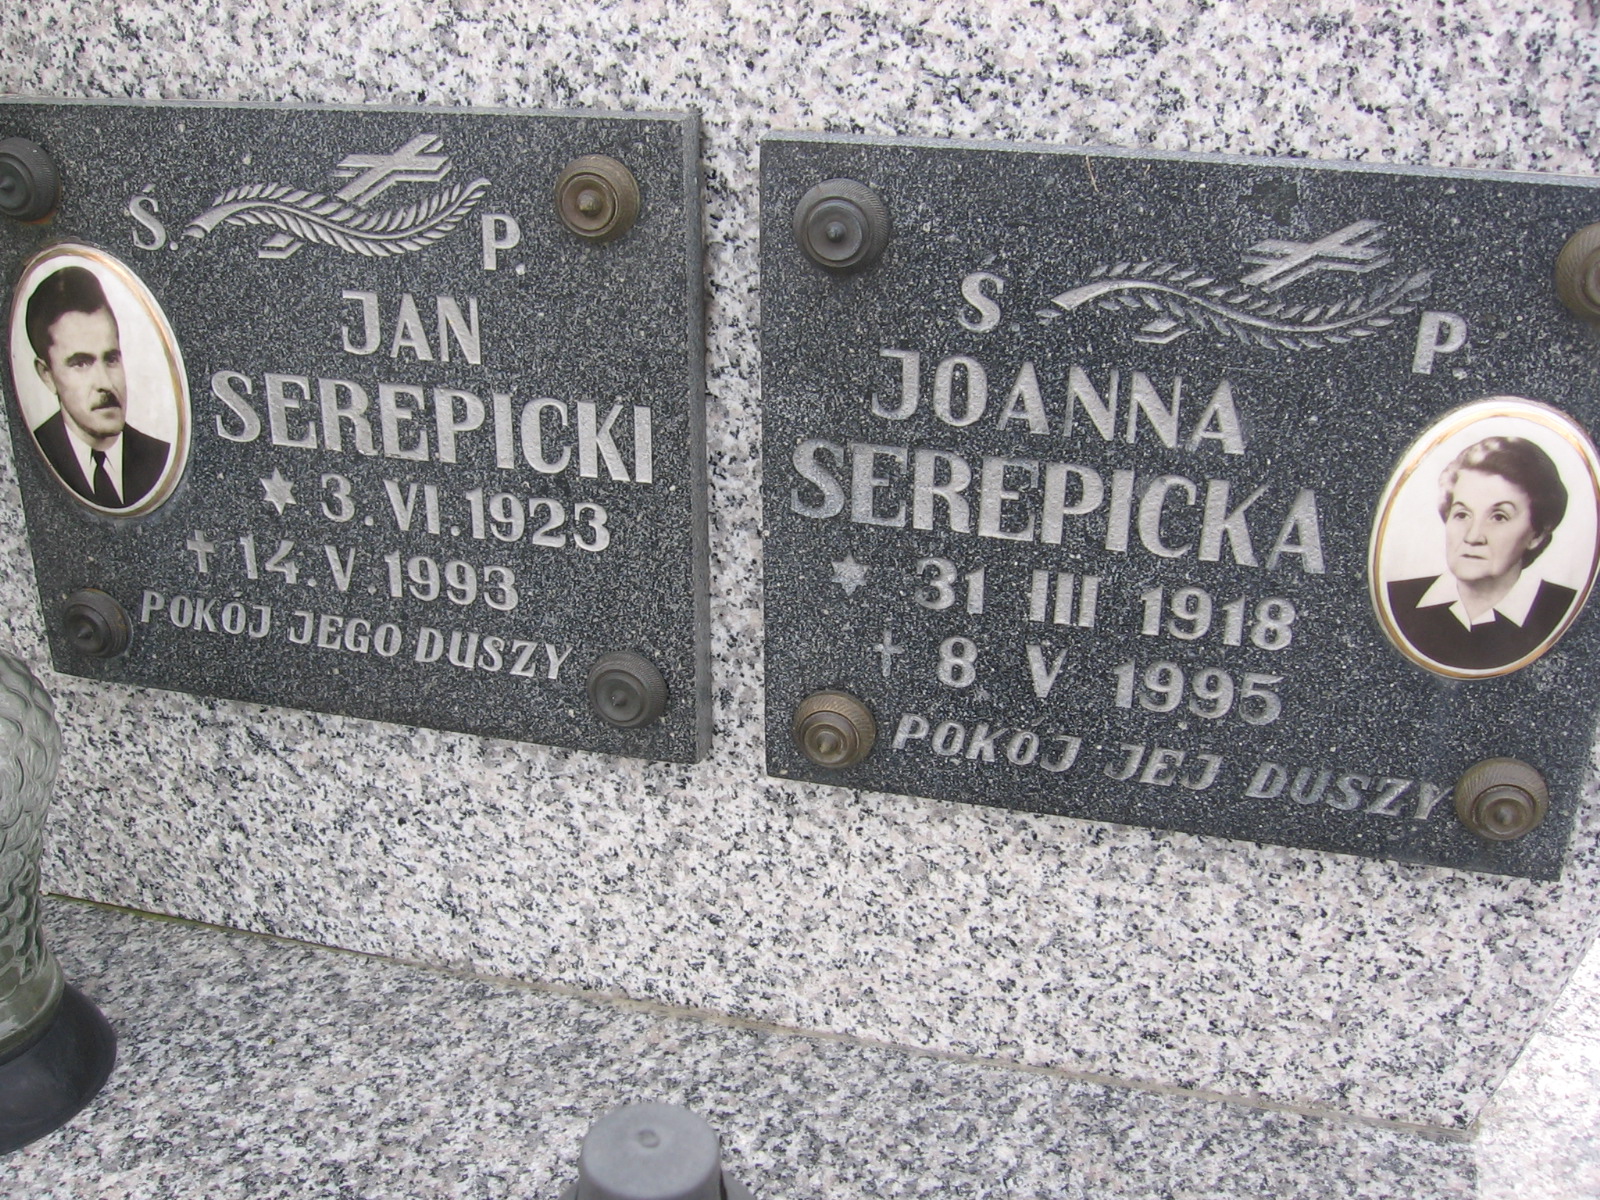 Ś. P.
JAN
SEREPICKI
3.VI.1923
14.V.1993
POKÓJ JEGO DUSZY
Ś P.
JOANNA
SEREPICKA
31 III 1918
8 V 1995
POKÓJ JEJ DUSZY